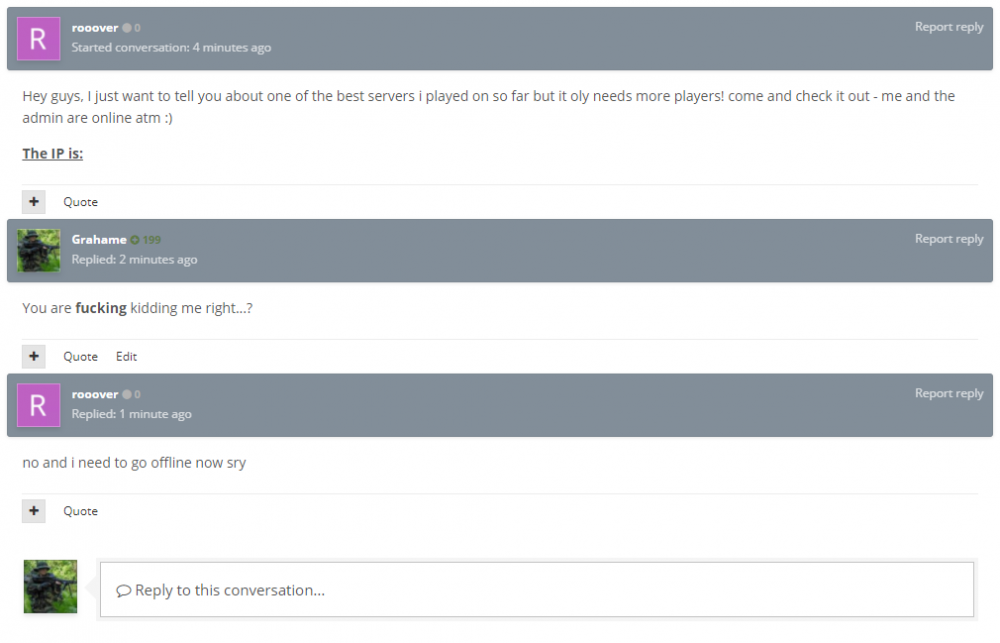 R
rooover 0
Started conversation: 4 minutes ago
Report reply
Hey guys, I just want to tell you about one of the best servers i played on so far but it oly needs more players! come and check it out - me and the
admin are online atm :)
The IP is:
+ Quote
Grahame 199
Replied: 2 minutes ago
Report reply
You are fucking kidding me right...?
+ Quote Edit
R
rooover 0
Replied: 1 minute ago
Report reply
no and i need to go offline now sry
+ Quote
Reply to this conversation...